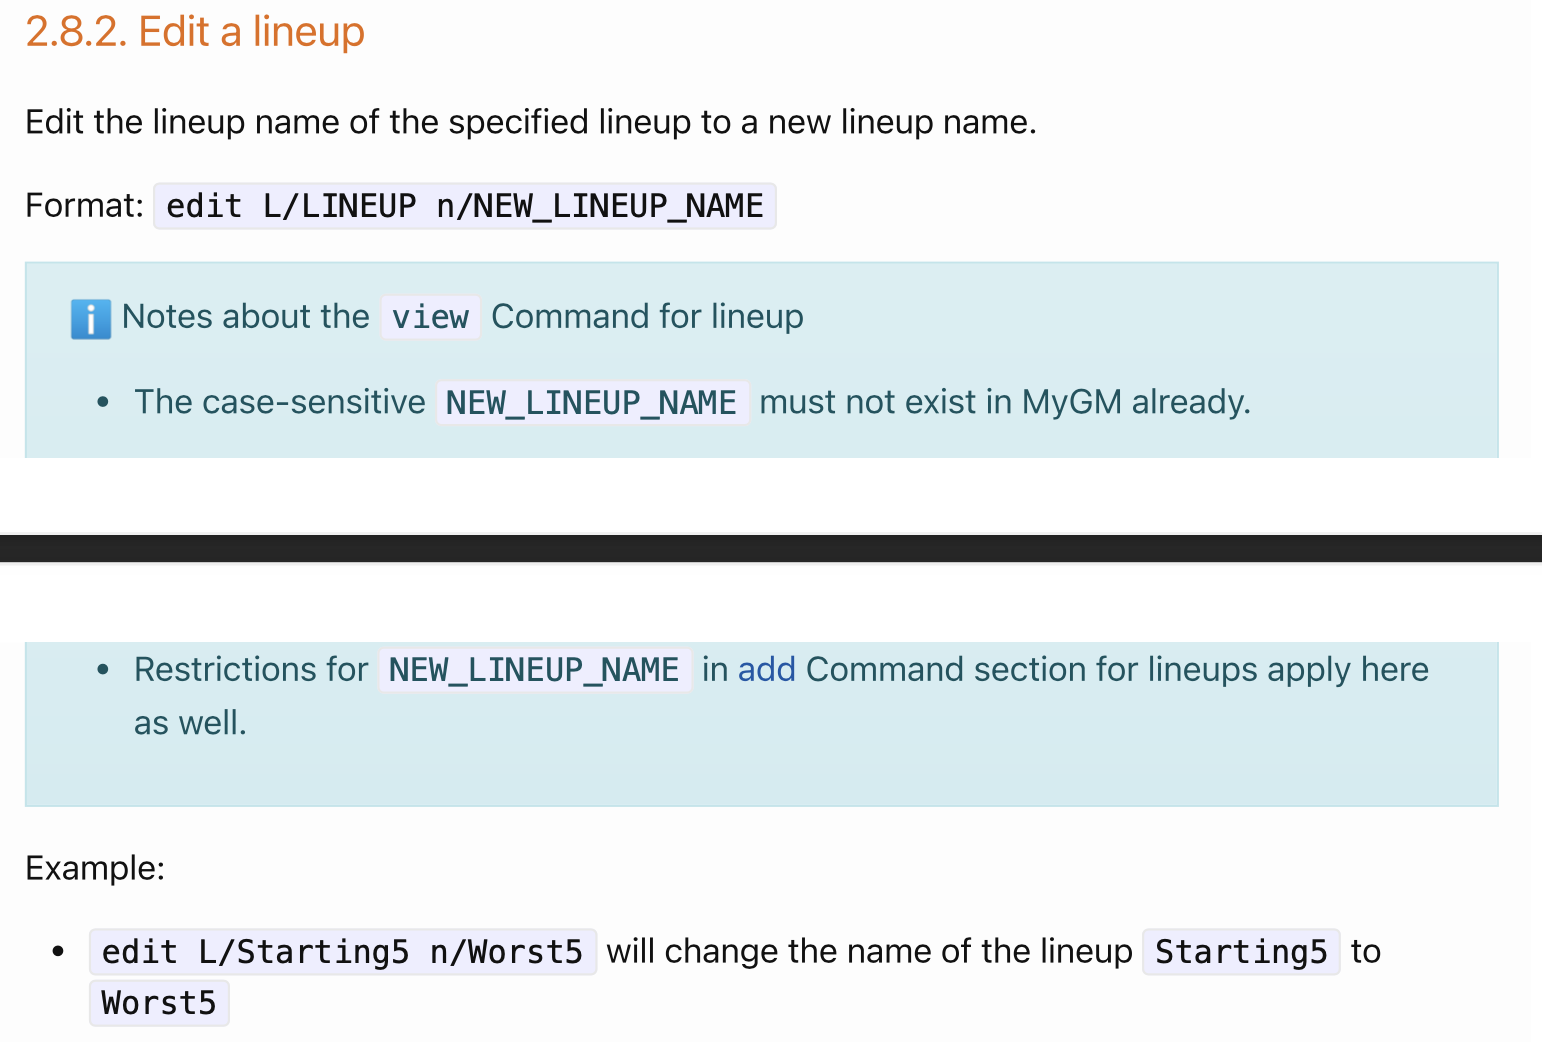 2.8.2. Edit a lineup
Edit the lineup name of the specified lineup to a new lineup name.
Format: edit L/LINEUP n/NEW_LINEUP_NAME
i Notes about the view Command for lineup
• The case-sensitive NEW_LINEUP_NAME must not exist in MyGM already.
• Restrictions for NEW_LINEUP_NAME in add Command section for lineups apply here
as well.
Example:
• edit L/Starting5 n/Worst5 will change the name of the lineup Starting5 to
Worst5